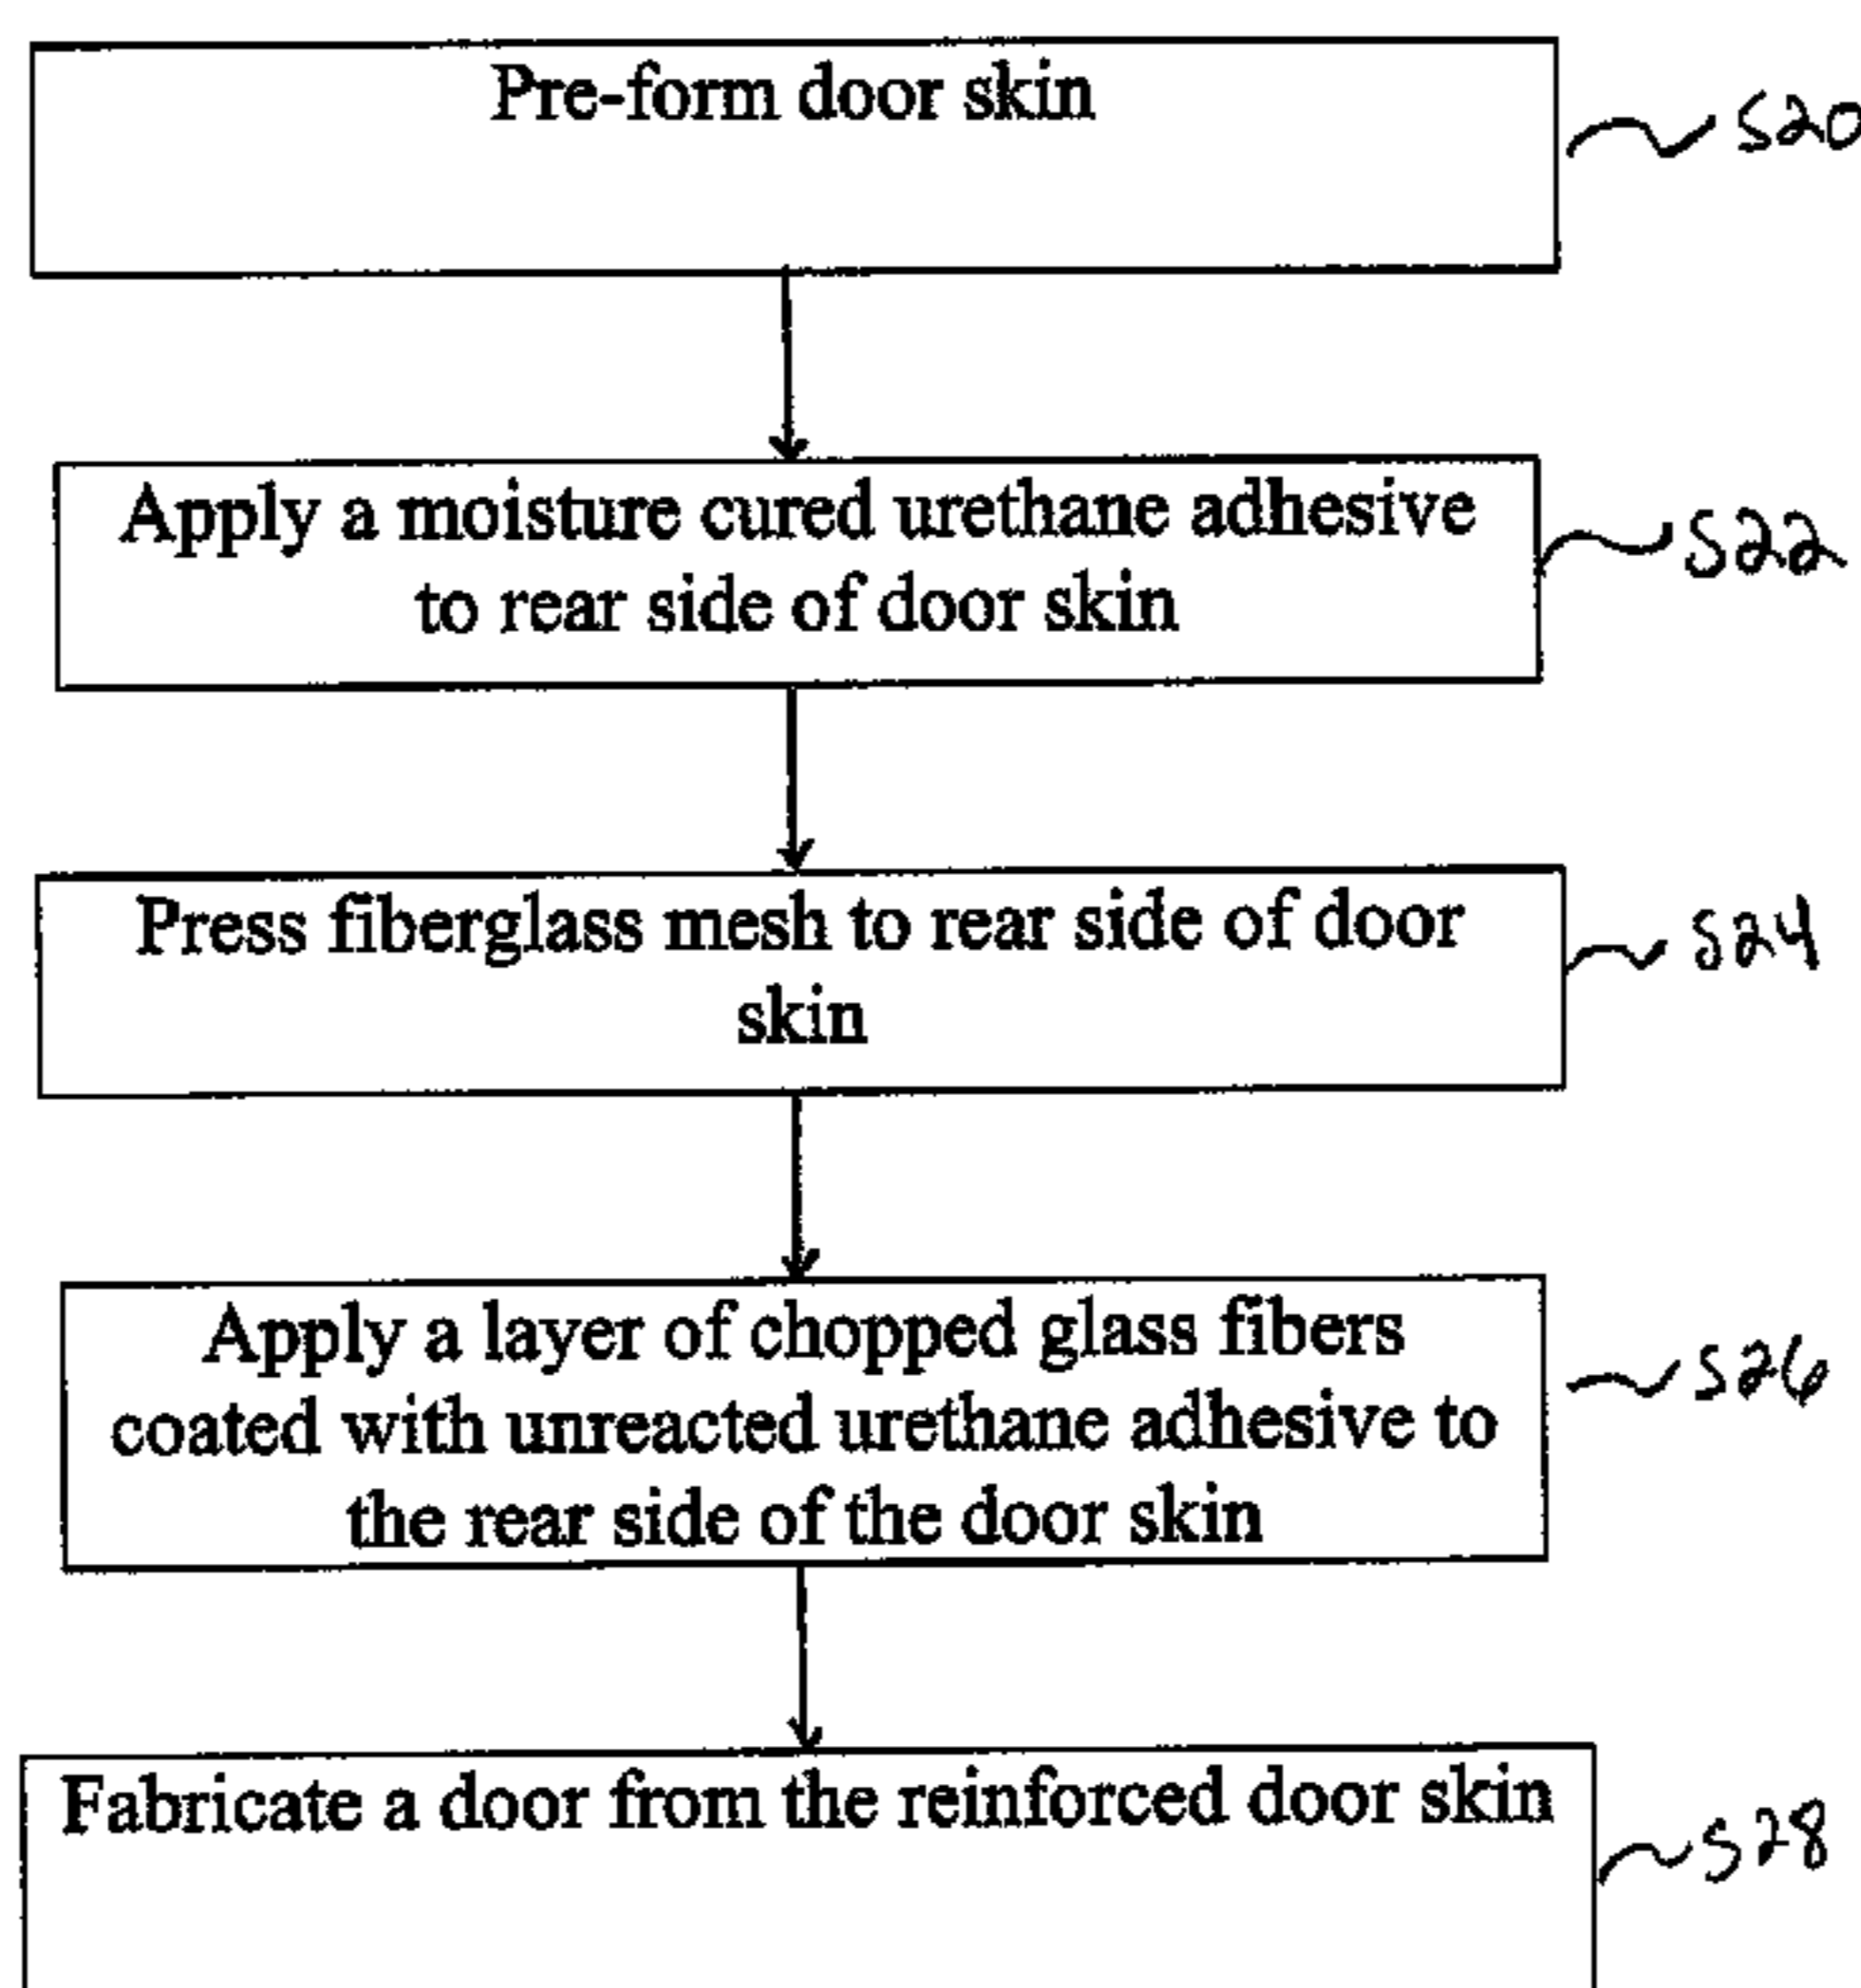 Pre-form door skin
S20
Apply a moisture cured urethane adhesive
to rear side of door skin
S22
Press fiberglass mesh to rear side of door
skin
S24
Apply a layer of chopped glass fibers
coated with unreacted urethane adhesive to
the rear side of the door skin
S26
Fabricate a door from the reinforced door skin
S28